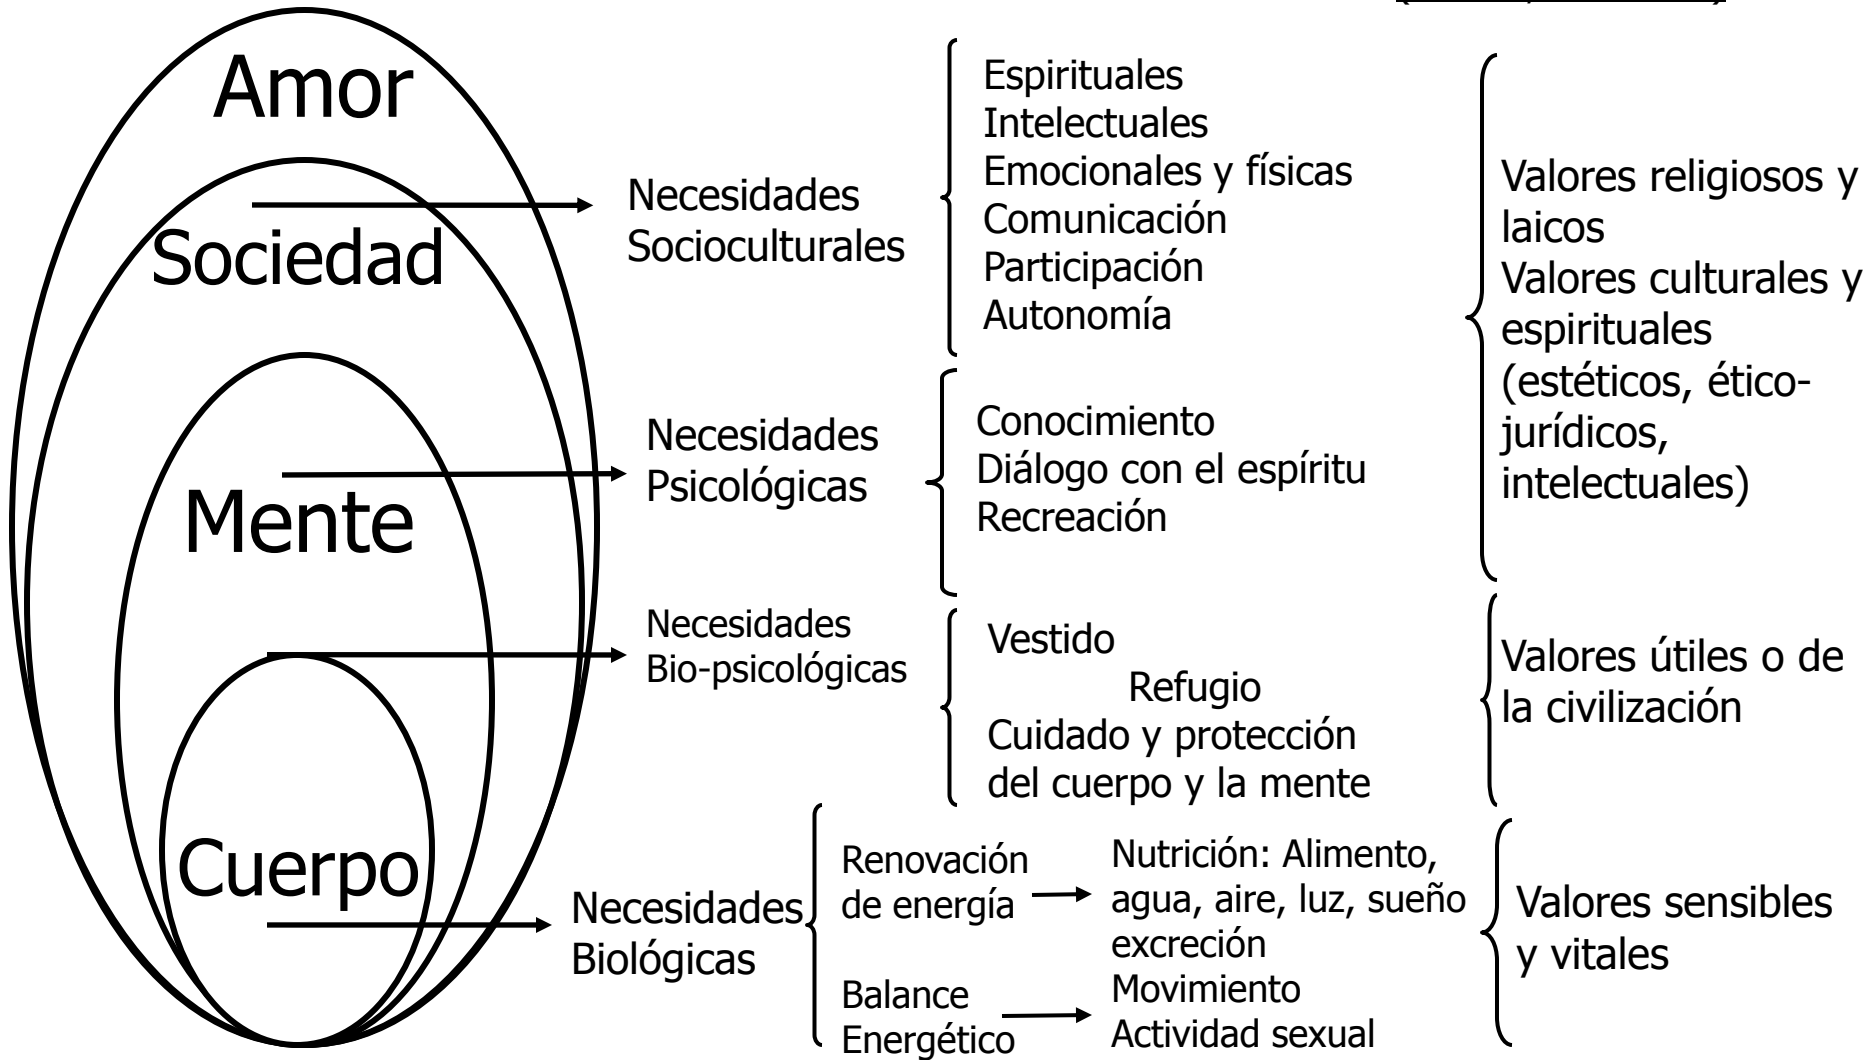 Amor
Sociedad
Mente
Cuerpo
Necesidades
Socioculturales
Espirituales
Intelectuales
Emocionales y físicas
Comunicación
Participación
Autonomía
Necesidades
Psicológicas
Conocimiento
Diálogo con el espíritu
Recreación
Valores religiosos y
laicos
Valores culturales y
espirituales
(estéticos, ético-
jurídicos,
intelectuales)
Necesidades
Bio-psicológicas
Vestido
Refugio
Cuidado y protección
del cuerpo y la mente
Valores útiles o de
la civilización
Necesidades
Biológicas
Renovación
de energía
Nutrición: Alimento,
agua, aire, luz, sueño
excreción
Balance
Energético
Movimiento
Actividad sexual
Valores sensibles
y vitales